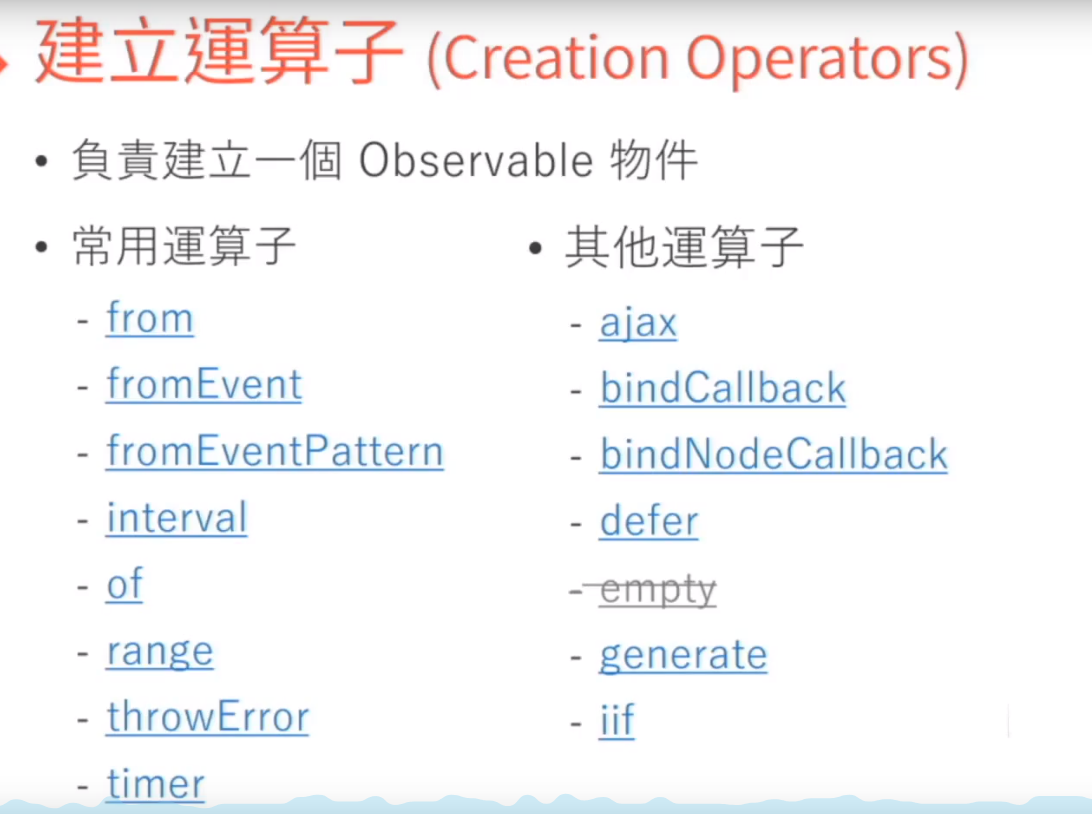 建立運算子 (Creation Operators)
• 負責建立一個 Observable 物件
• 常用運算子
- from
- fromEvent
- fromEventPattern
- interval
- of
- range
- throwError
- timer
• 其他運算子
- ajax
- bindCallback
- bindNodeCallback
- defer
- empty
- generate
- iif